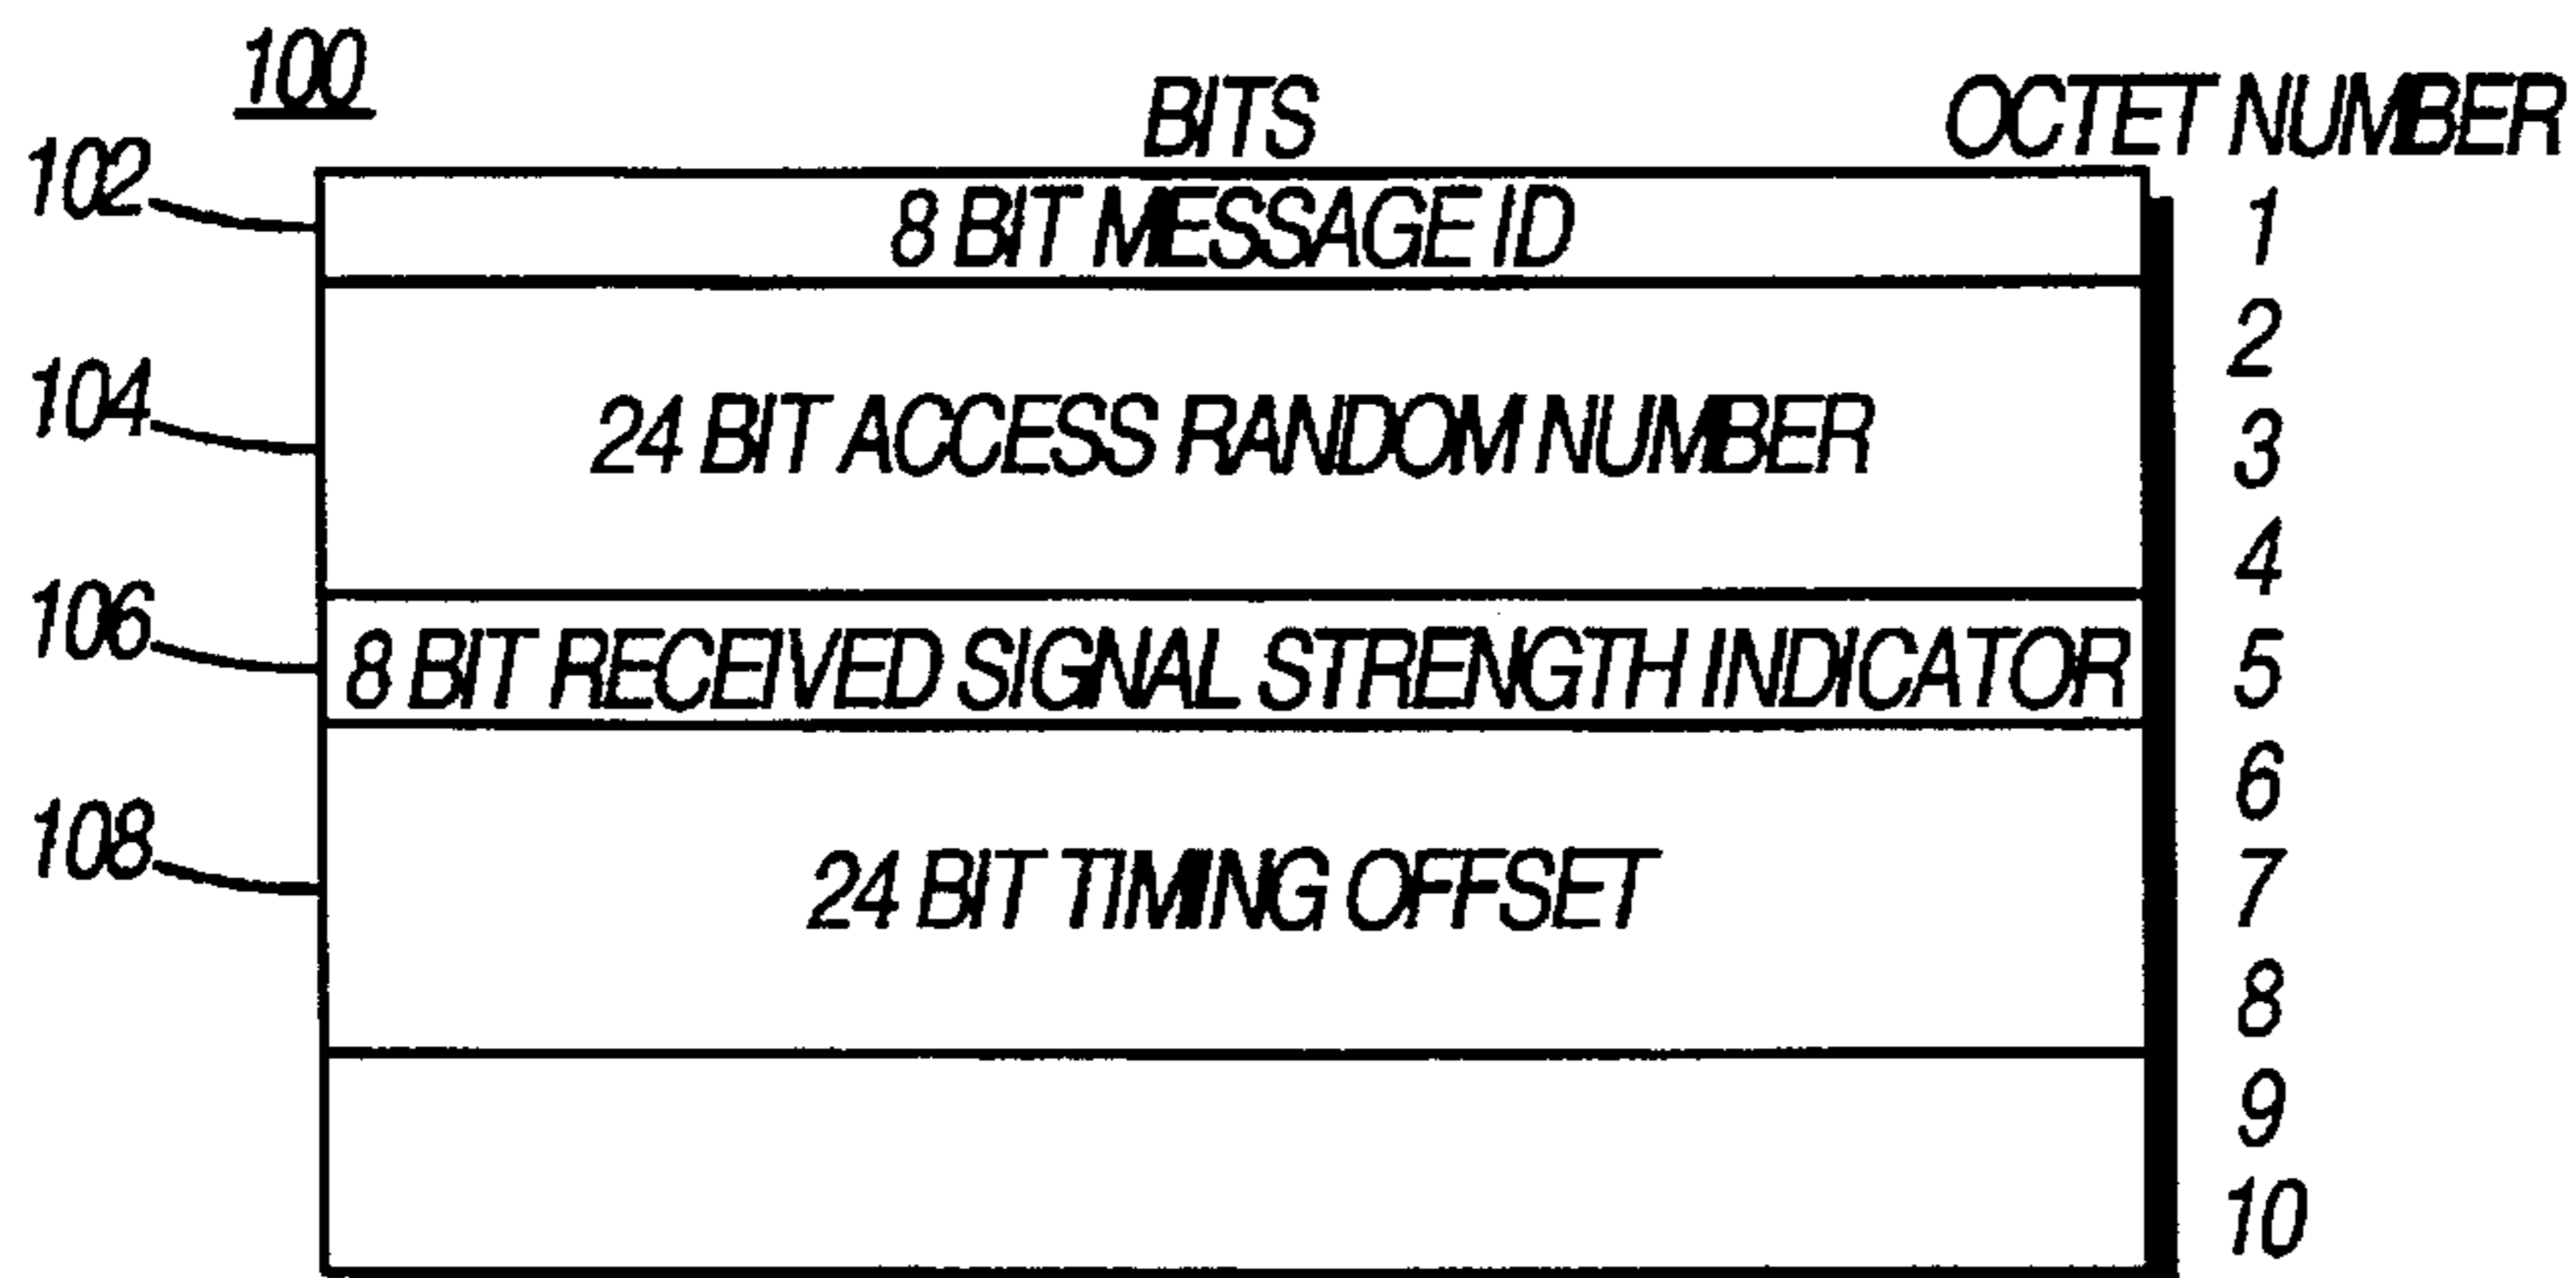 100
BITS OCTET NUMBER
102 8 BIT MESSAGE ID 1
2
104 24 BIT ACCESS RANDOM NUMBER 3
4
106 8 BIT RECEIVED SIGNAL STRENGTH INDICATOR 5
6
108 24 BIT TIMING OFFSET 7
8
9
10